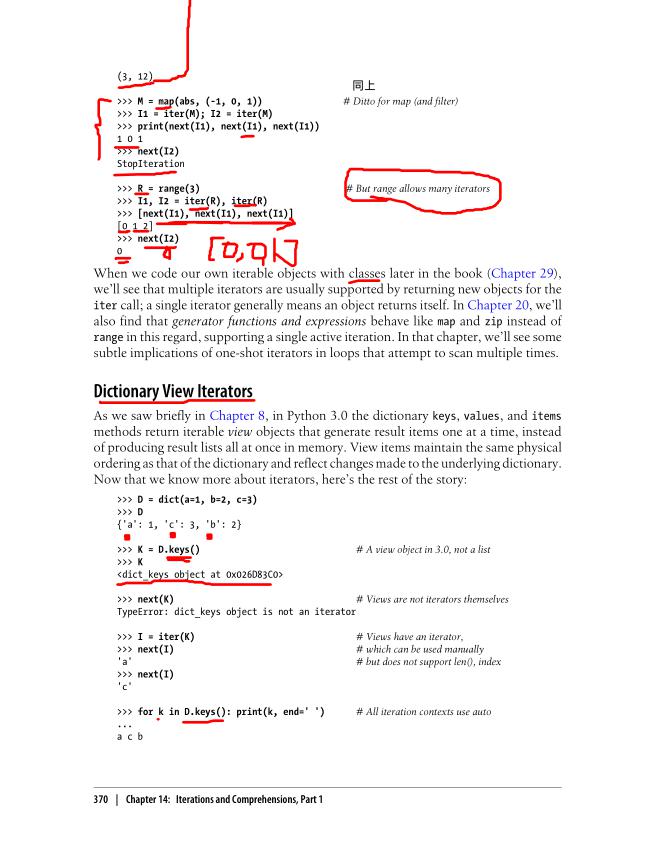 (3, 12)
同上
>>> M = map(abs, (-1, 0, 1)) # Ditto for map (and filter)
>>> I1 = iter(M); I2 = iter(M)
>>> print(next(I1), next(I1), next(I1))
1 0 1
>>> next(I2)
StopIteration
>>> R = range(3) # But range allows many iterators
>>> I1, I2 = iter(R), iter(R)
>>> [next(I1), next(I1), next(I1)]
[0 1 2]
>>> next(I2)
0
When we code our own iterable objects with classes later in the book (Chapter 29),
we’ll see that multiple iterators are usually supported by returning new objects for the
iter call; a single iterator generally means an object returns itself. In Chapter 20, we’ll
also find that generator functions and expressions behave like map and zip instead of
range in this regard, supporting a single active iteration. In that chapter, we’ll see some
subtle implications of one-shot iterators in loops that attempt to scan multiple times.
Dictionary View Iterators
As we saw briefly in Chapter 8, in Python 3.0 the dictionary keys, values, and items
methods return iterable view objects that generate result items one at a time, instead
of producing result lists all at once in memory. View items maintain the same physical
ordering as that of the dictionary and reflect changes made to the underlying dictionary.
Now that we know more about iterators, here’s the rest of the story:
>>> D = dict(a=1, b=2, c=3)
>>> D
{'a': 1, 'c': 3, 'b': 2}
>>> K = D.keys() # A view object in 3.0, not a list
>>> K
<dict_keys object at 0x026D83C0>
>>> next(K) # Views are not iterators themselves
TypeError: dict_keys object is not an iterator
>>> I = iter(K) # Views have an iterator,
>>> next(I) # which can be used manually
'a' # but does not support len(), index
>>> next(I)
'c'
>>> for k in D.keys(): print(k, end=' ') # All iteration contexts use auto
...
a c b
370 | Chapter 14: Iterations and Comprehensions, Part 1